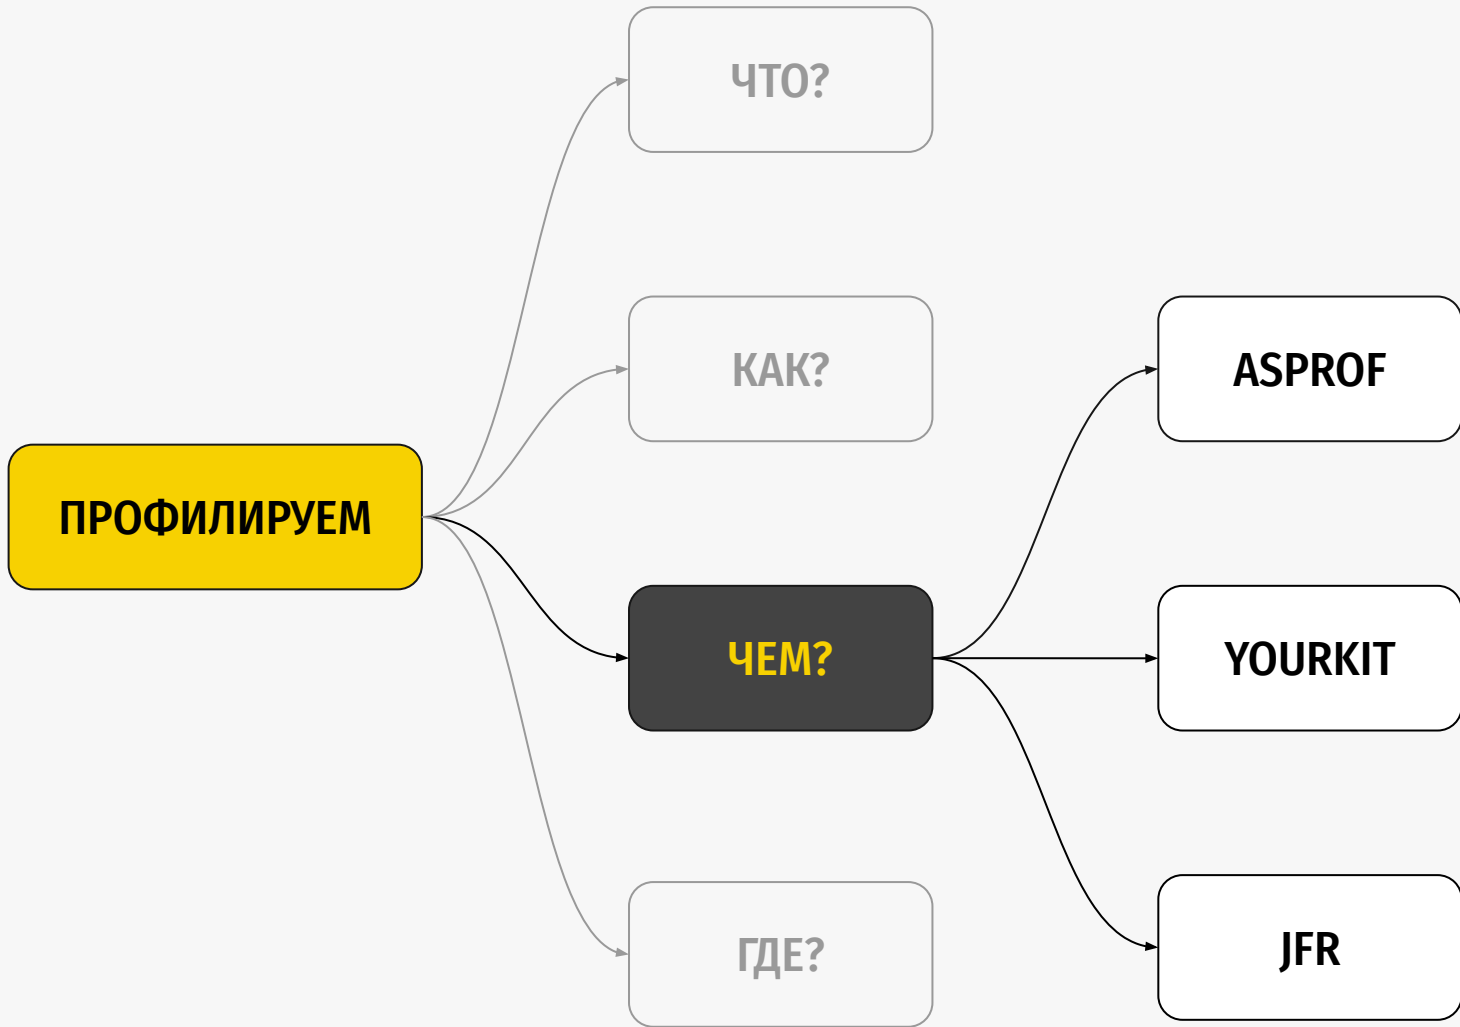 ЧТО?
КАК?
ASPROF
ПРОФИЛИРУЕМ
ЧЕМ?
YOURKIT
ГДЕ?
JFR